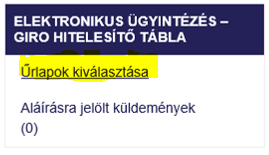 ELEKTRONIKUS ÜGYINTÉZÉS –
GIRO HITELESÍTŐ TÁBLA
Űrlapok kiválasztása
Aláírásra jelölt küldemények
(0)